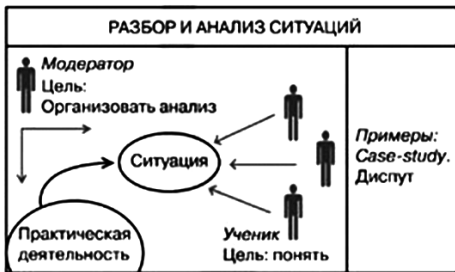 РАЗБОР И АНАЛИЗ СИТУАЦИЙ
Модератор
Цель:
Организовать анализ
Ситуация
Практическая
деятельность
Ученик
Цель: понять
Примеры:
Case-study.
Диспут